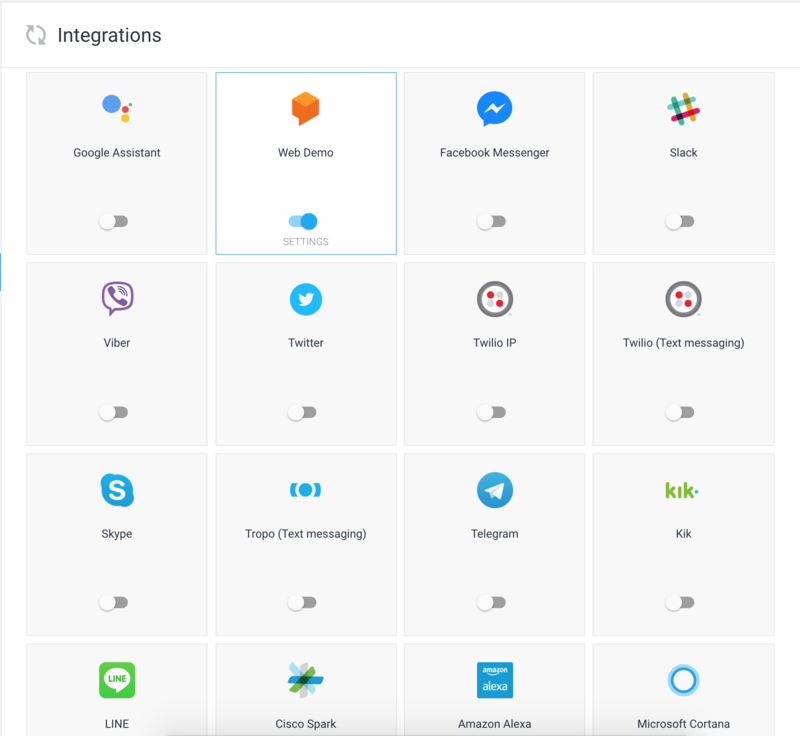 Integrations
Google Assistant
Web Demo
Facebook Messenger
Slack
SETTINGS
Viber
Twitter
Twilio IP
Twilio (Text messaging)
S
Skype
Tropo (Text messaging)
Telegram
kik.
Kik
LINE
LINE
Cisco Spark
amazon
alexa
Amazon Alexa
Microsoft Cortana